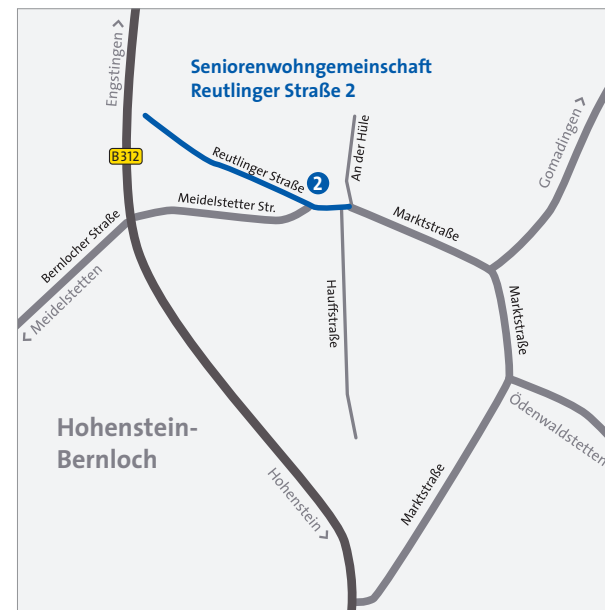 Engstingen >
Seniorenwohngemeinschaft
Reutlinger Straße 2
An der Hüle
Gomadingen >
B312
Reutlinger Straße
2
Meidelstetter Str.
Marktstraße
Bernlocher Straße
< Meidelstetten
Hauffstraße
Marktstraße
Ödenwaldstetten
Hohenstein-
Bernloch
Hohenstein >
Marktstraße